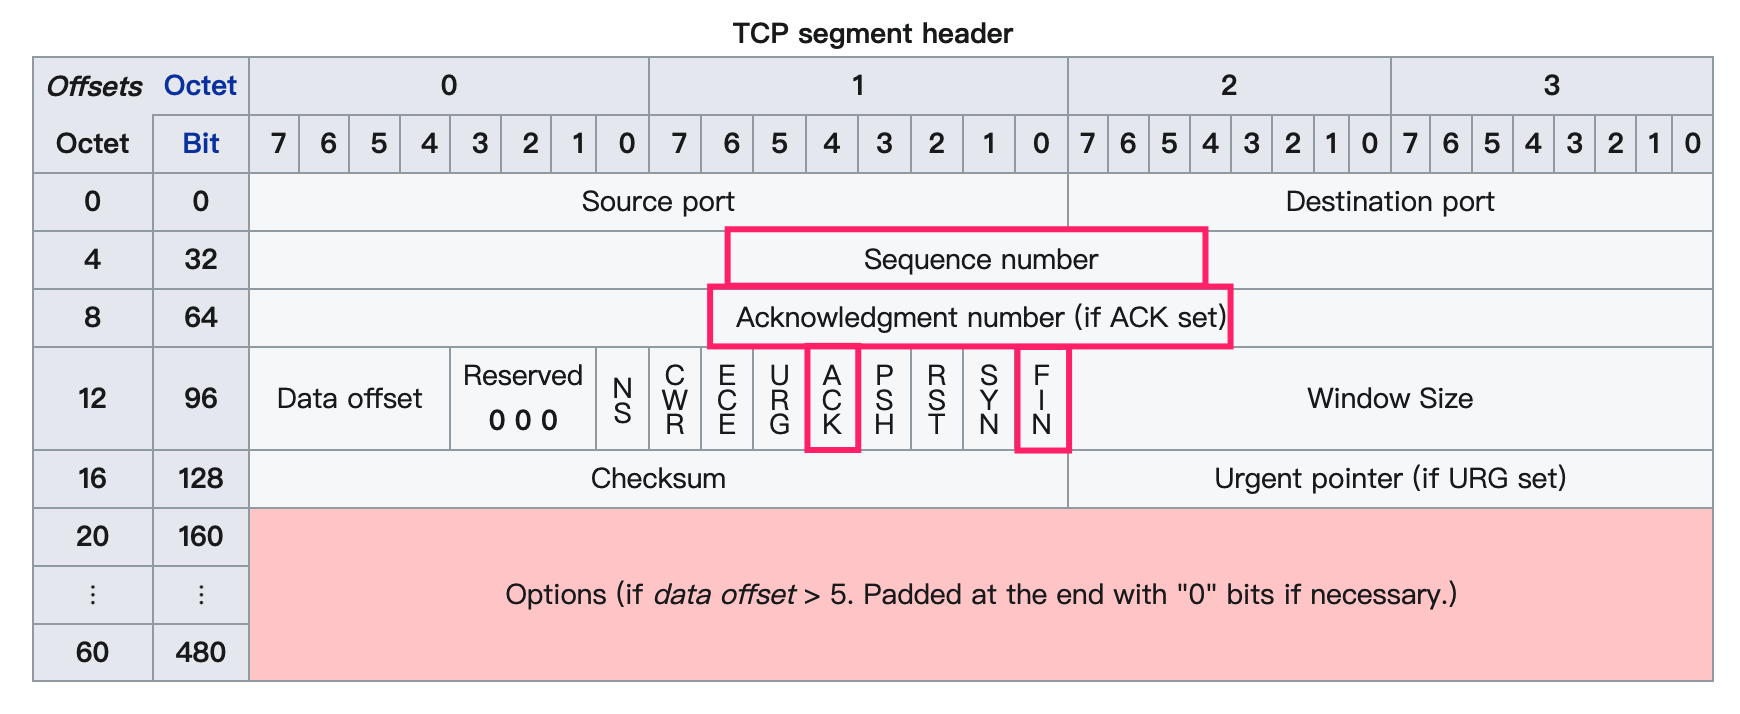 TCP segment header
Offsets Octet 0 1 2 3
Octet Bit 7 6 5 4 3 2 1 0 7 6 5 4 3 2 1 0 7 6 5 4 3 2 1 0 7 6 5 4 3 2 1 0
0 0 Source port Destination port
4 32 Sequence number
8 64 Acknowledgment number (if ACK set)
12 96 Data offset Reserved 0 0 0 NS CWR ECE URG ACK PSH RST SYN FIN Window Size
16 128 Checksum Urgent pointer (if URG set)
20 160
⋮ ⋮ Options (if data offset > 5. Padded at the end with "0" bits if necessary.)
60 480